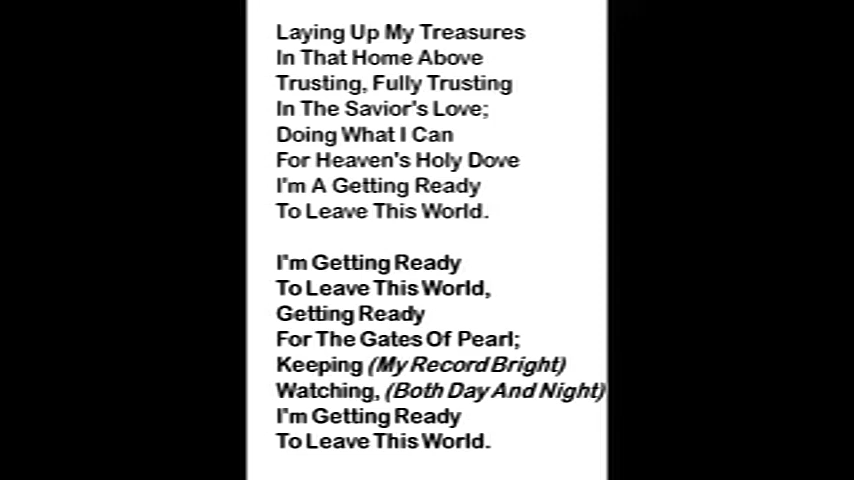 Laying Up My Treasures
In That Home Above
Trusting, Fully Trusting
In The Savior's Love;
Doing What I Can
For Heaven's Holy Dove
I'm A Getting Ready
To Leave This World.
I'm Getting Ready
To Leave This World,
Getting Ready
For The Gates Of Pearl;
Keeping (My Record Bright)
Watching, (Both Day And Night)
I'm Getting Ready
To Leave This World.